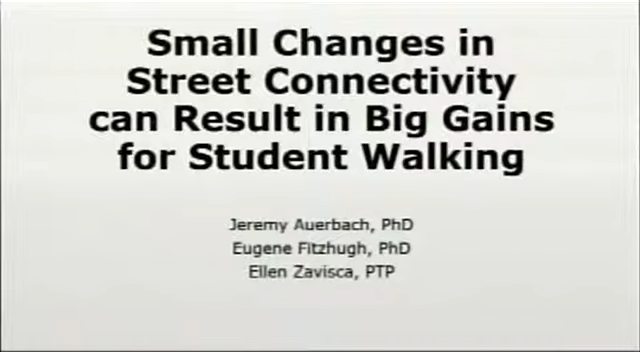 Small Changes in
Street Connectivity
can Result in Big Gains
for Student Walking
Jeremy Auerbach, PhD
Eugene Fitzhugh, PhD
Ellen Zavisca, PTP